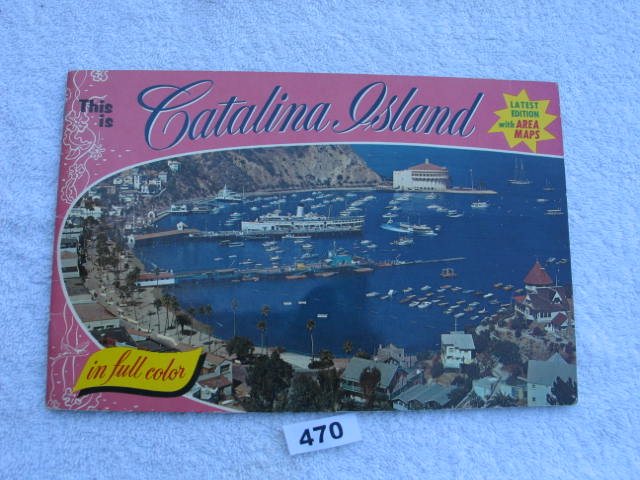 This
is
Catalina Island
LATEST
EDITION
with AREA
MAPS
in full color
470